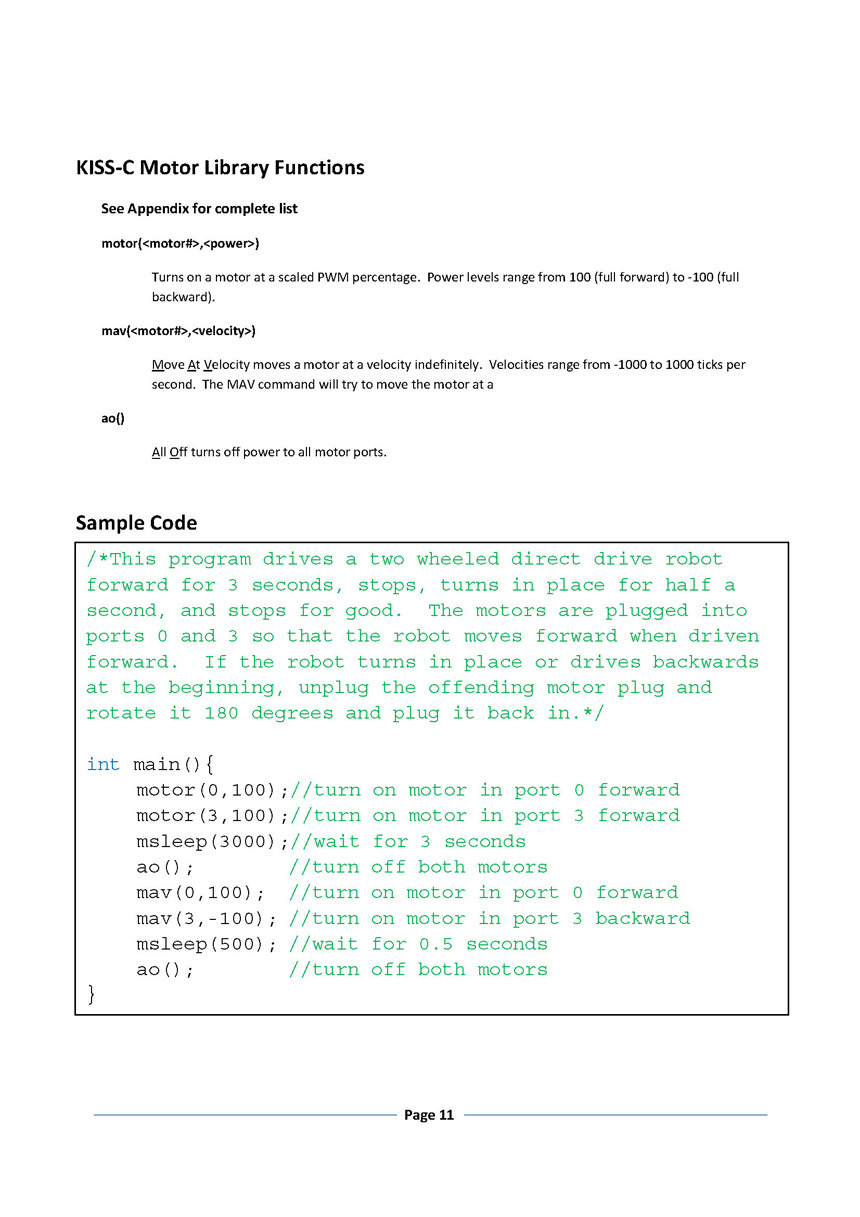 KISS-C Motor Library Functions
See Appendix for complete list
motor(<motor#>,<power>)
Turns on a motor at a scaled PWM percentage.  Power levels range from 100 (full forward) to -100 (full
backward).
mav(<motor#>,<velocity>)
Move At Velocity moves a motor at a velocity indefinitely.  Velocities range from -1000 to 1000 ticks per
second.  The MAV command will try to move the motor at a
ao()
All Off turns off power to all motor ports.
Sample Code
/*This program drives a two wheeled direct drive robot
forward for 3 seconds, stops, turns in place for half a
second, and stops for good.  The motors are plugged into
ports 0 and 3 so that the robot moves forward when driven
forward.  If the robot turns in place or drives backwards
at the beginning, unplug the offending motor plug and
rotate it 180 degrees and plug it back in.*/
int main(){
motor(0,100);//turn on motor in port 0 forward
motor(3,100);//turn on motor in port 3 forward
msleep(3000);//wait for 3 seconds
ao();        //turn off both motors
mav(0,100);  //turn on motor in port 0 forward
mav(3,-100); //turn on motor in port 3 backward
msleep(500); //wait for 0.5 seconds
ao();        //turn off both motors
}
Page 11